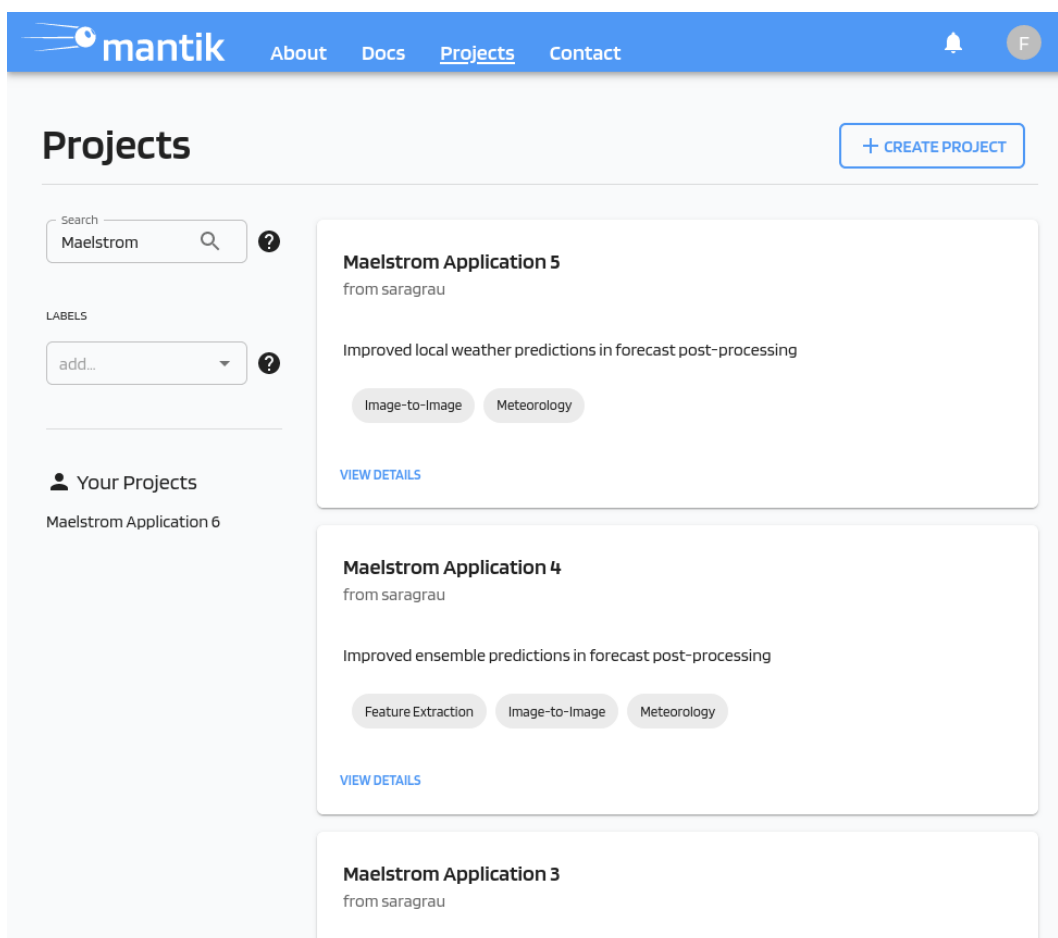 mantik
About Docs Projects Contact
F
Projects
+ CREATE PROJECT
Search
Maelstrom
?
LABELS
add...
?
Your Projects
Maelstrom Application 6
Maelstrom Application 5
from saragrau
Improved local weather predictions in forecast post-processing
Image-to-Image Meteorology
VIEW DETAILS
Maelstrom Application 4
from saragrau
Improved ensemble predictions in forecast post-processing
Feature Extraction Image-to-Image Meteorology
VIEW DETAILS
Maelstrom Application 3
from saragrau